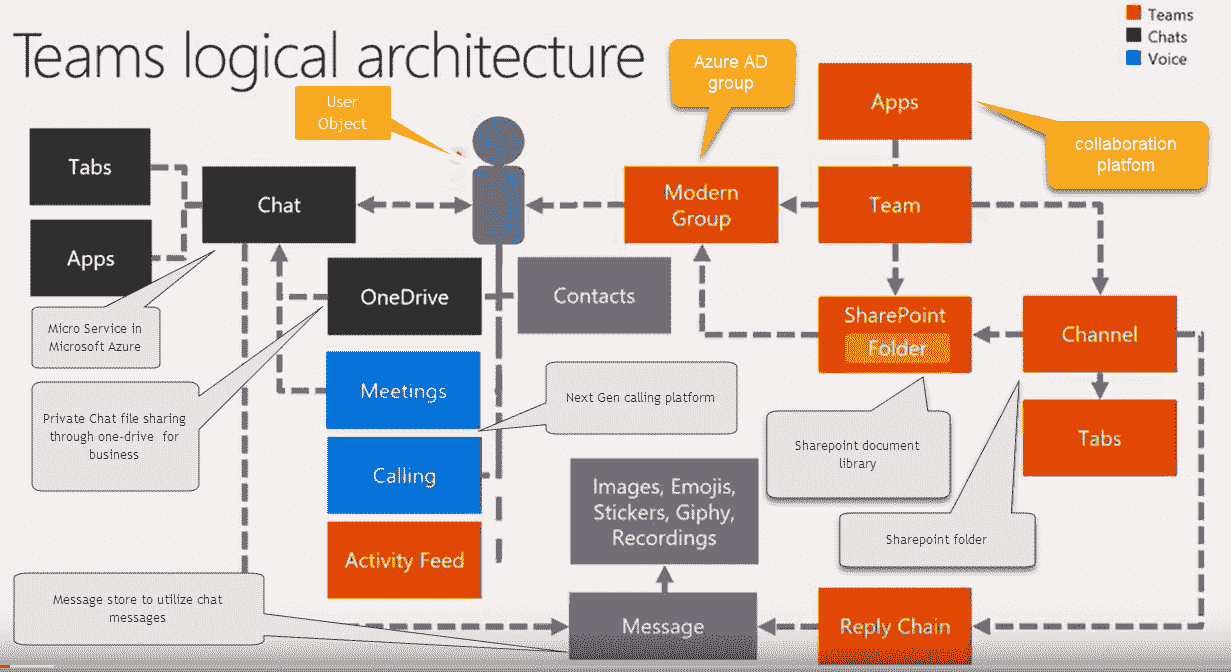 Teams logical architecture
Teams
Chats
Voice
User
Object
Azure AD
group
Apps
collaboration
platfom
Tabs
Chat
Modern
Group
Team
Apps
OneDrive
Contacts
SharePoint
Folder
Channel
Micro Service in
Microsoft Azure
Meetings
Next Gen calling platform
Private Chat file sharing
through one-drive for
business
Calling
Sharepoint document
library
Tabs
Images, Emojis,
Stickers, Giphy,
Recordings
Sharepoint folder
Activity Feed
Message store to utilize chat
messages
Message
Reply Chain